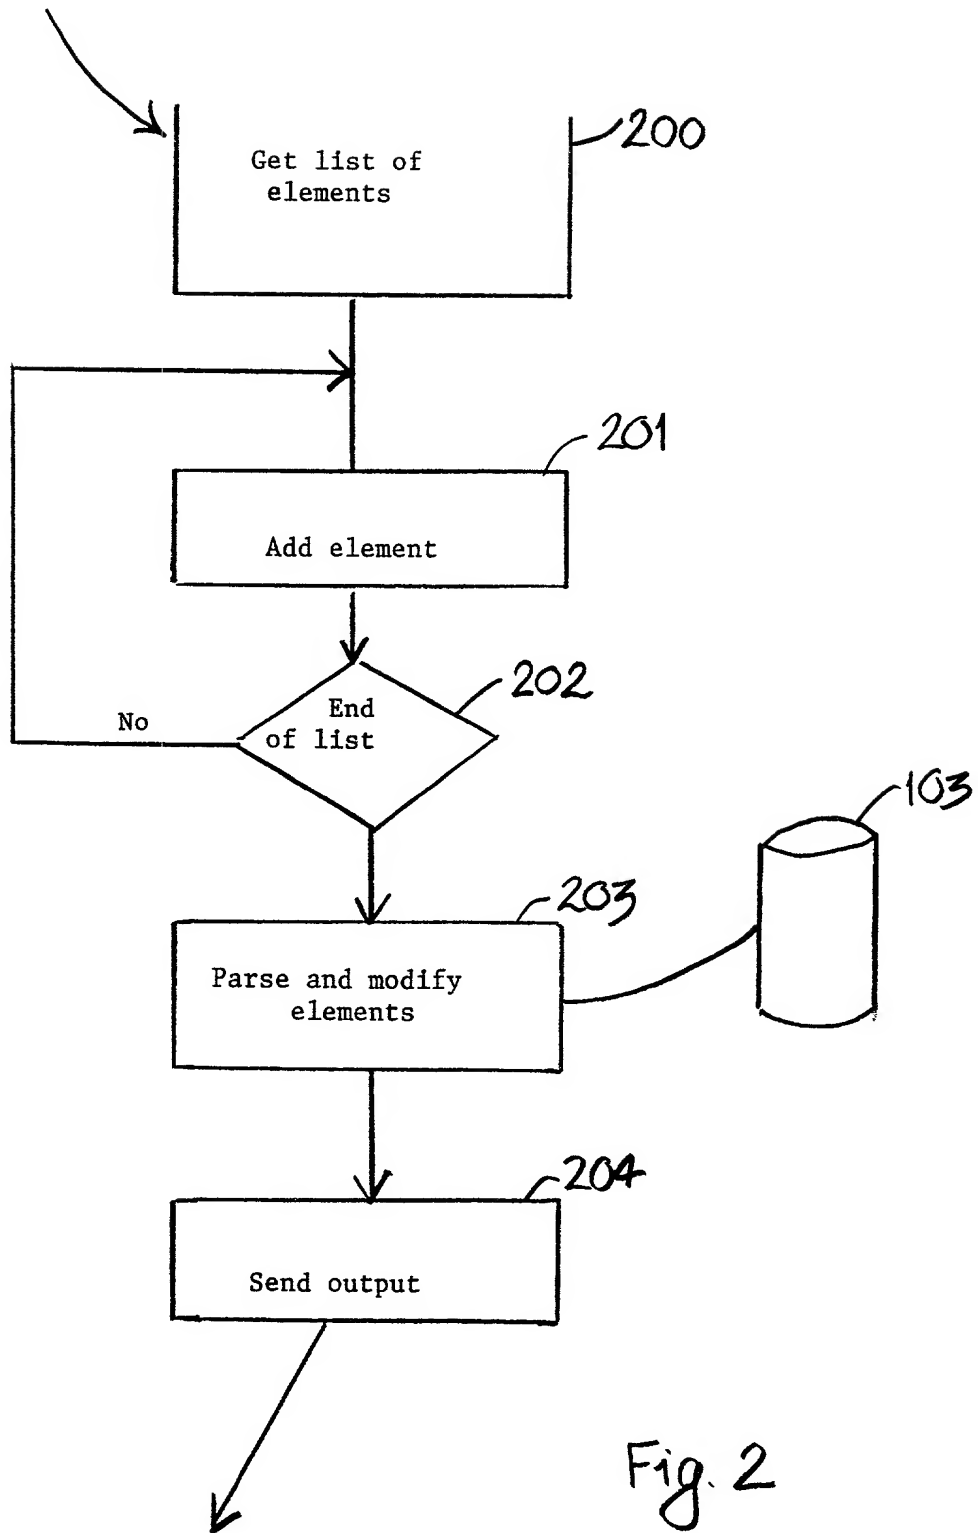 200
Get list of
elements
201
Add element
202
End
of list
No
103
203
Parse and modify
elements
204
Send output
Fig. 2